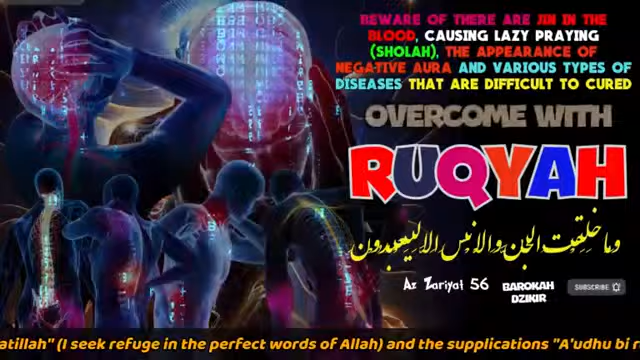 BEWARE OF THERE ARE JIN IN THE
BLOOD, CAUSING LAZY PRAYING
(SHOLAH), THE APPEARANCE OF
NEGATIVE AURA AND VARIOUS TYPES OF
DISEASES THAT ARE DIFFICULT TO CURED
OVERCOME WITH
RUQYAH
وما خلقت الجن والانس الا ليعبدون
Az Zariyat 56
BAROKAH
DZIKIR
SUBSCRIBE
atillah" (I seek refuge in the perfect words of Allah) and the supplications "A'udhu bi